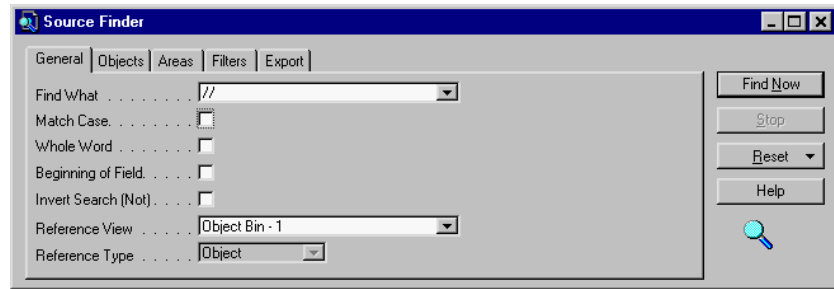 Source Finder
General Objects Areas Filters Export
Find What . . . . . . . . //
Match Case. . . . . . . .
Whole Word . . . . . . .
Beginning of Field. . . . .
Invert Search (Not) . . . .
Reference View . . . . . Object Bin - 1
Reference Type . . . . . Object
Find Now
Stop
Reset
Help